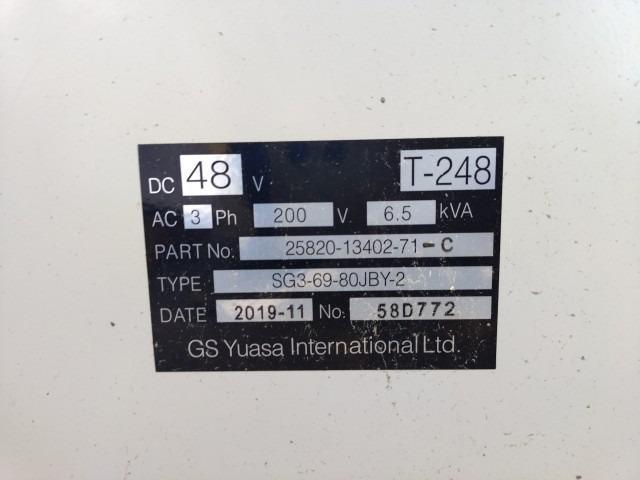 DC 48 V T-248
AC 3 Ph 200 V. 6.5 kVA
PART No. 25820-13402-71-C
TYPE SG3-69-80JBY-2
DATE 2019-11 No. 58D772
GS Yuasa International Ltd.